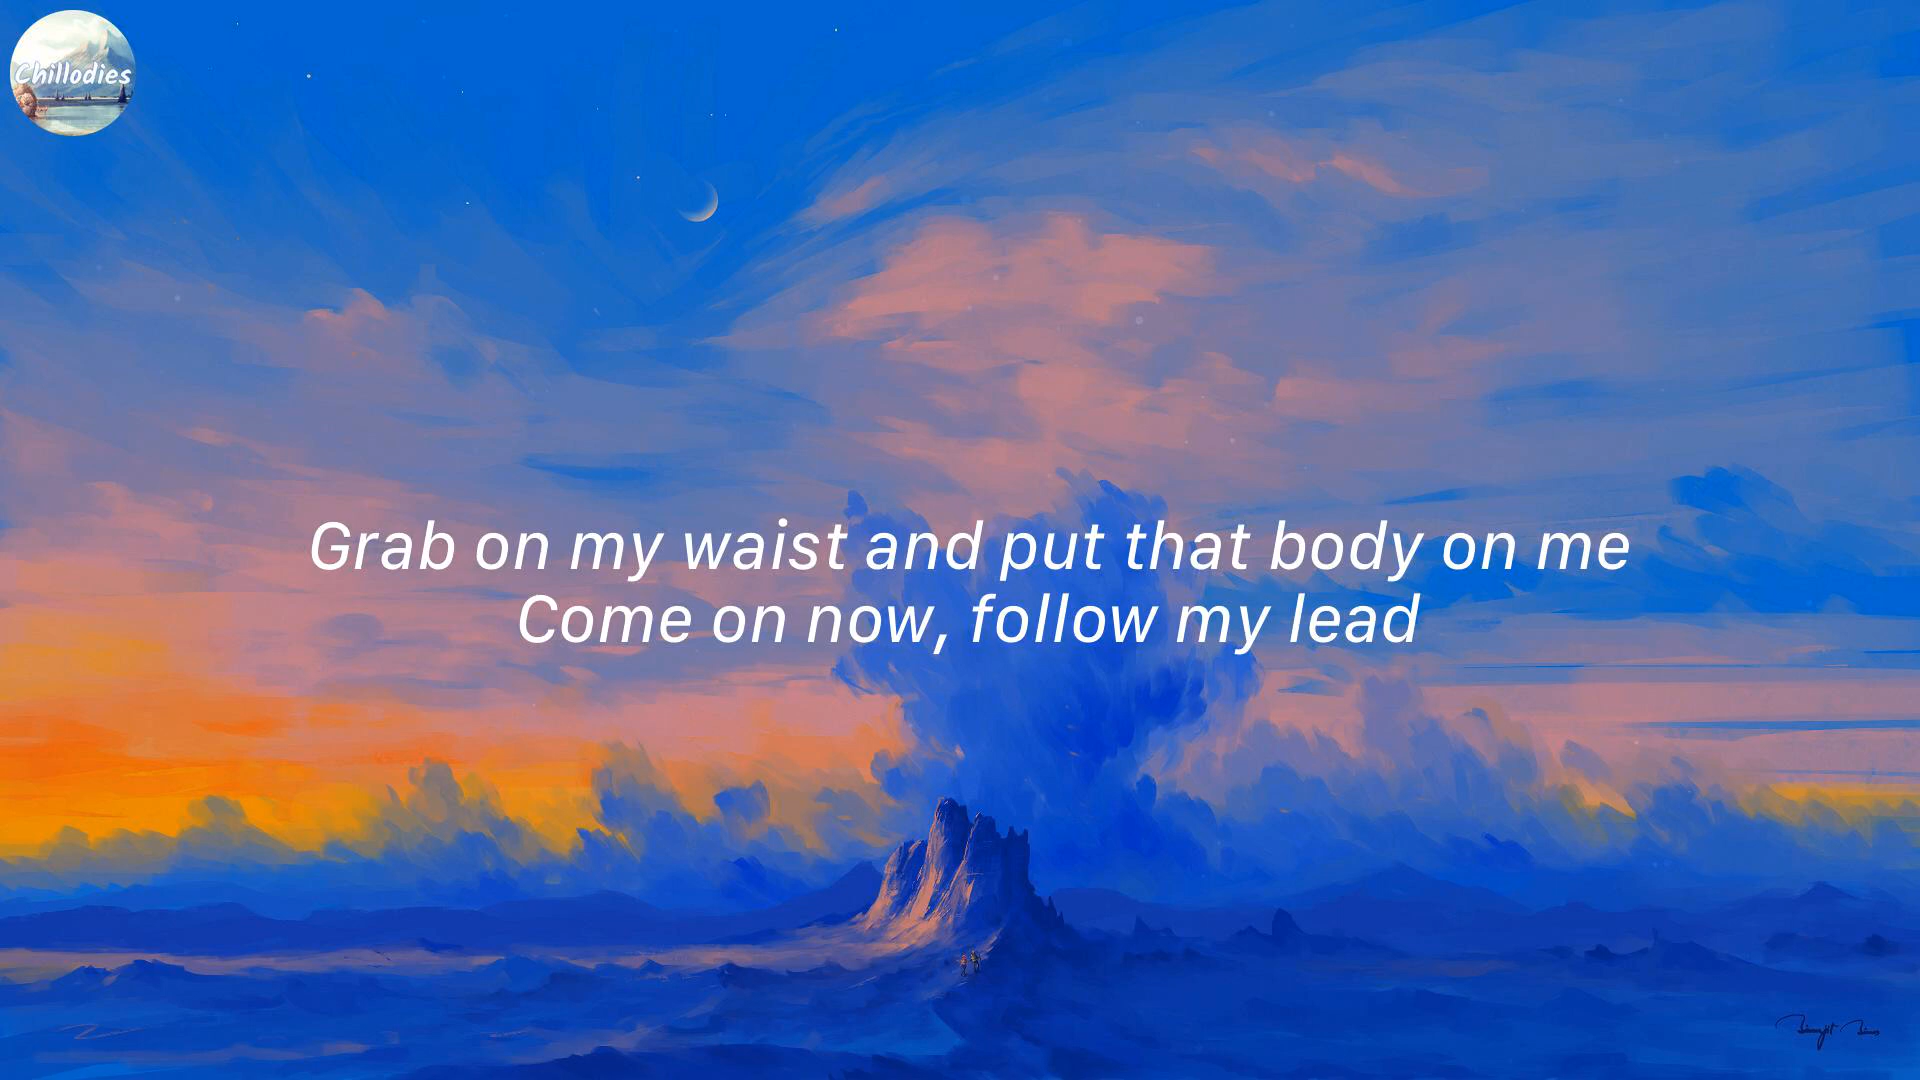 Chillodies
Grab on my waist and put that body on me
Come on now, follow my lead